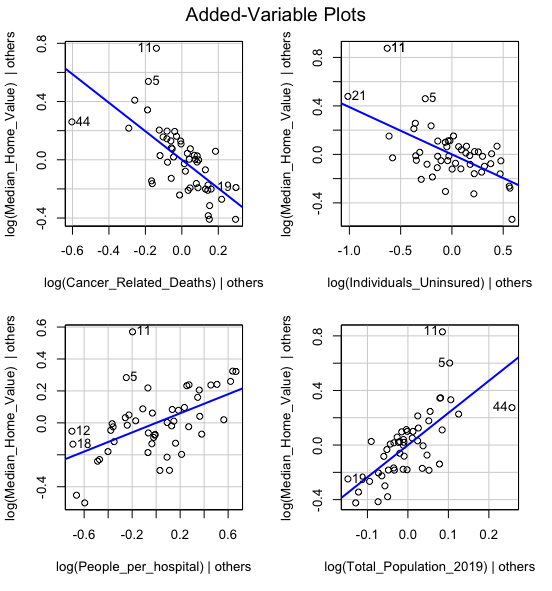 Added-Variable Plots
log(Median_Home_Value) | others
0.8
0.4
0.0
-0.4
11
5
44
19
-0.6 -0.4 -0.2 0.0 0.2
log(Cancer_Related_Deaths) | others
log(Median_Home_Value) | others
0.8
0.4
0.0
-0.4
11
21
5
-1.0 -0.5 0.0 0.5
log(Individuals_Uninsured) | others
log(Median_Home_Value) | others
0.6
0.2
0.0
-0.4
11
5
12
18
-0.6 -0.2 0.2 0.6
log(People_per_hospital) | others
log(Median_Home_Value) | others
0.8
0.4
0.0
-0.4
11
5
44
19
-0.1 0.0 0.1 0.2
log(Total_Population_2019) | others